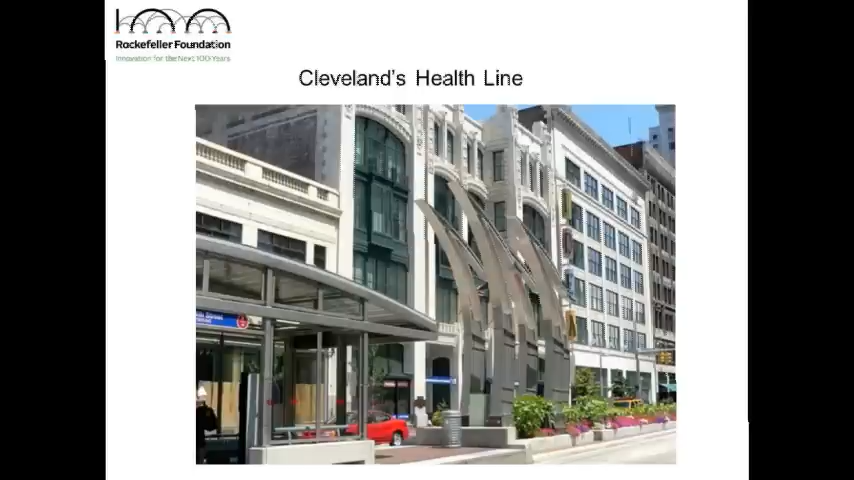 Rockefeller Foundation
Innovation for the Next 100 Years
Cleveland's Health Line